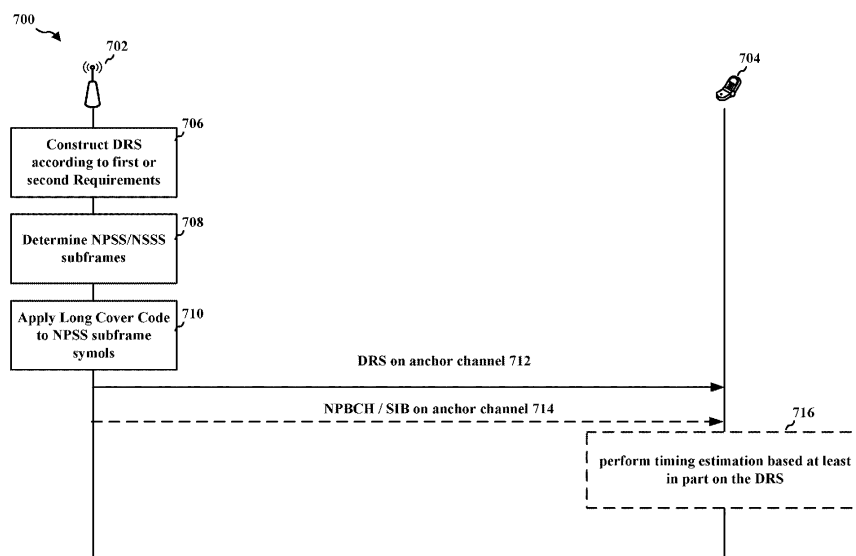 700
702
704
706
Construct DRS
according to first or
second Requirements
708
Determine NPSS/NSSS
subframes
710
Apply Long Cover Code
to NPSS subframe
symols
DRS on anchor channel 712
NPBCH / SIB on anchor channel 714
716
perform timing estimation based at least
in part on the DRS